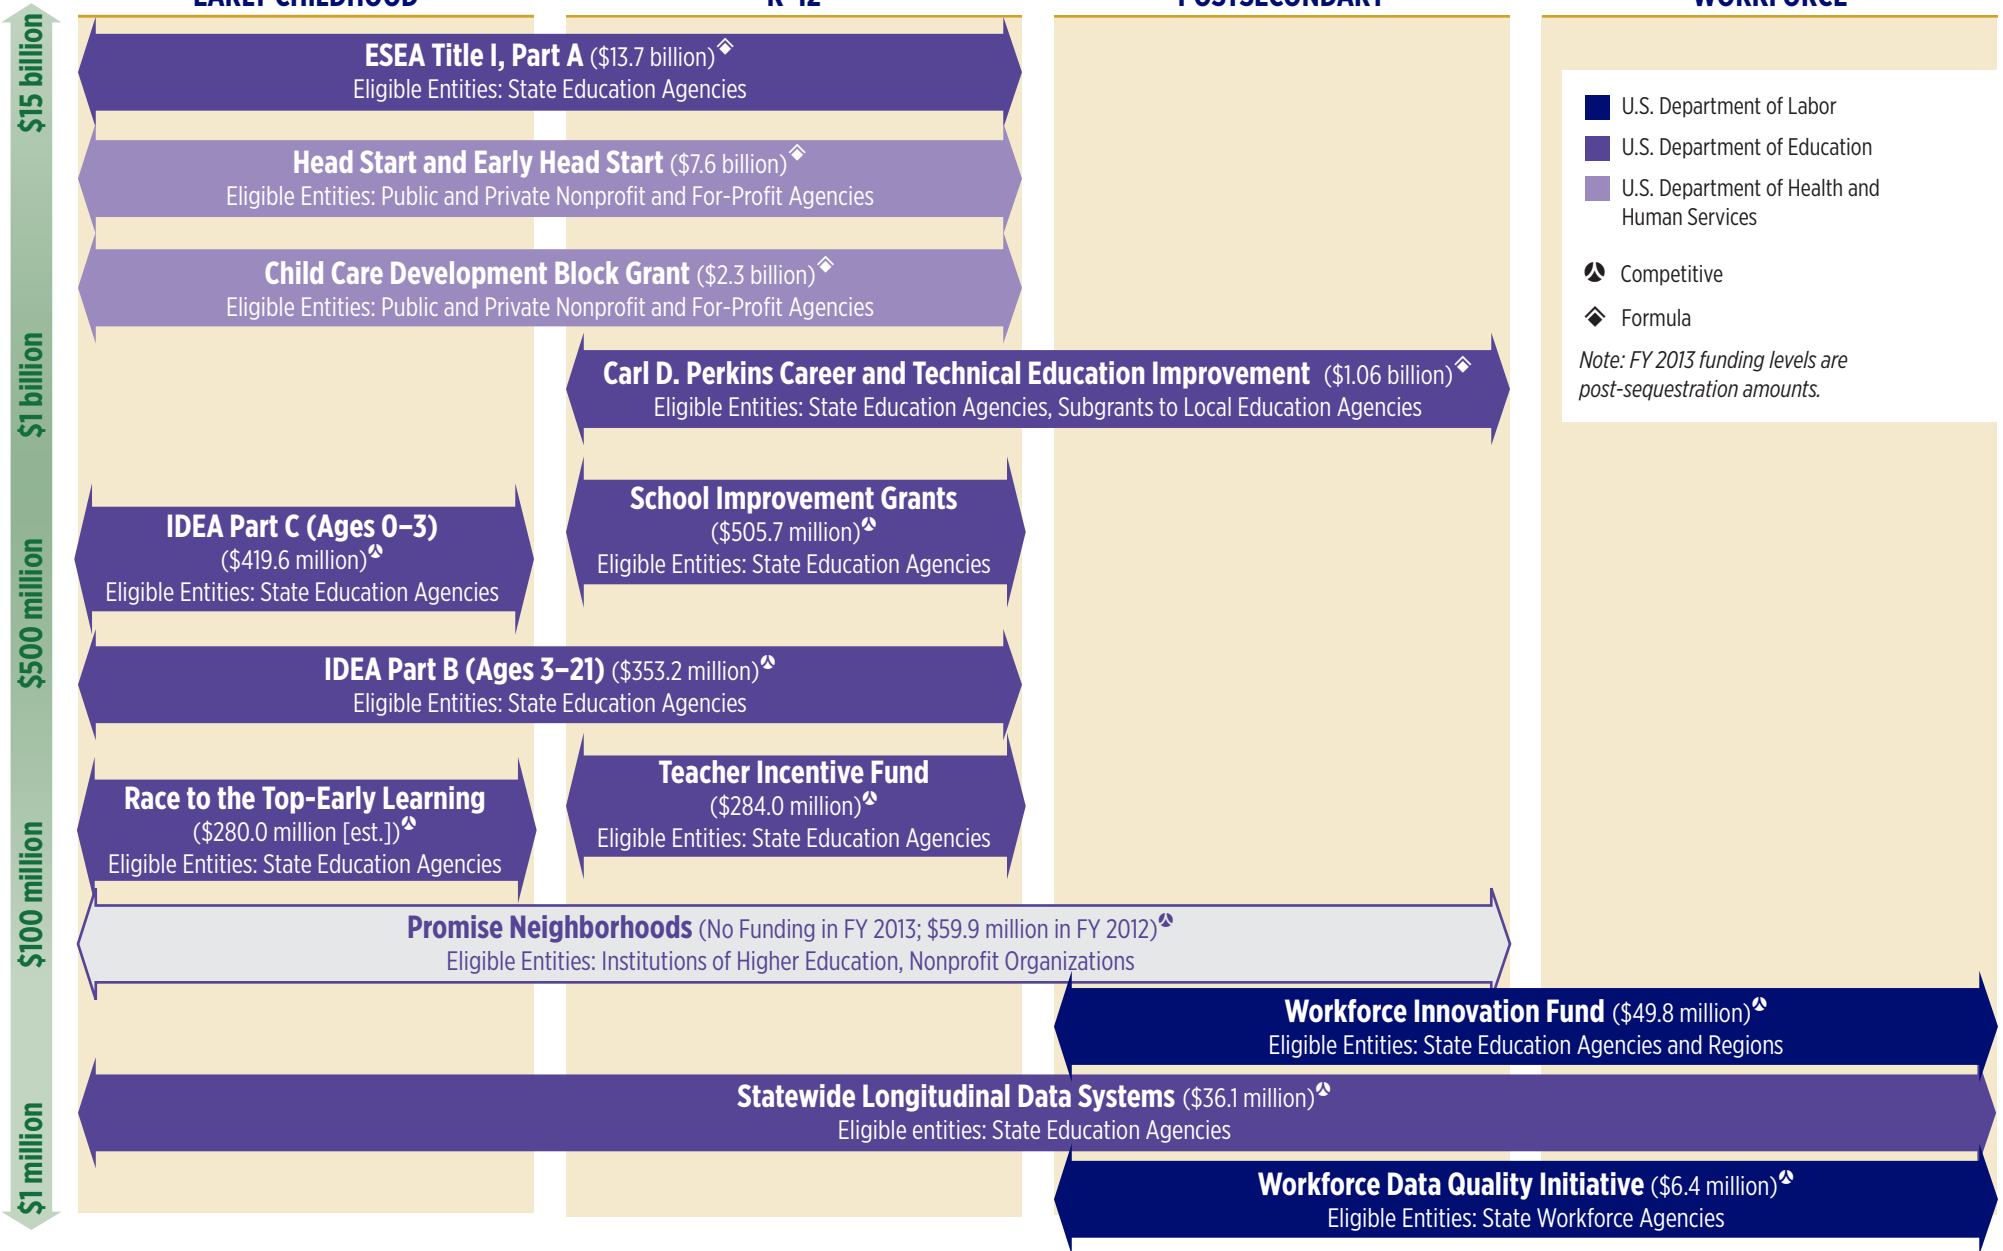 EARLY CHILDHOOD
K–12
POSTSECONDARY
WORKFORCE
$15 billion
$1 billion
$500 million
$100 million
$1 million
ESEA Title I, Part A ($13.7 billion)
Eligible Entities: State Education Agencies
Head Start and Early Head Start ($7.6 billion)
Eligible Entities: Public and Private Nonprofit and For-Profit Agencies
Child Care Development Block Grant ($2.3 billion)
Eligible Entities: Public and Private Nonprofit and For-Profit Agencies
Carl D. Perkins Career and Technical Education Improvement ($1.06 billion)
Eligible Entities: State Education Agencies, Subgrants to Local Education Agencies
School Improvement Grants
($505.7 million)
Eligible Entities: State Education Agencies
IDEA Part C (Ages 0–3)
($419.6 million)
Eligible Entities: State Education Agencies
IDEA Part B (Ages 3–21) ($353.2 million)
Eligible Entities: State Education Agencies
Teacher Incentive Fund
($284.0 million)
Eligible Entities: State Education Agencies
Race to the Top-Early Learning
($280.0 million [est.])
Eligible Entities: State Education Agencies
Promise Neighborhoods (No Funding in FY 2013; $59.9 million in FY 2012)
Eligible Entities: Institutions of Higher Education, Nonprofit Organizations
Workforce Innovation Fund ($49.8 million)
Eligible Entities: State Education Agencies and Regions
Statewide Longitudinal Data Systems ($36.1 million)
Eligible entities: State Education Agencies
Workforce Data Quality Initiative ($6.4 million)
Eligible Entities: State Workforce Agencies
U.S. Department of Labor
U.S. Department of Education
U.S. Department of Health and
Human Services
Competitive
Formula
Note: FY 2013 funding levels are
post-sequestration amounts.